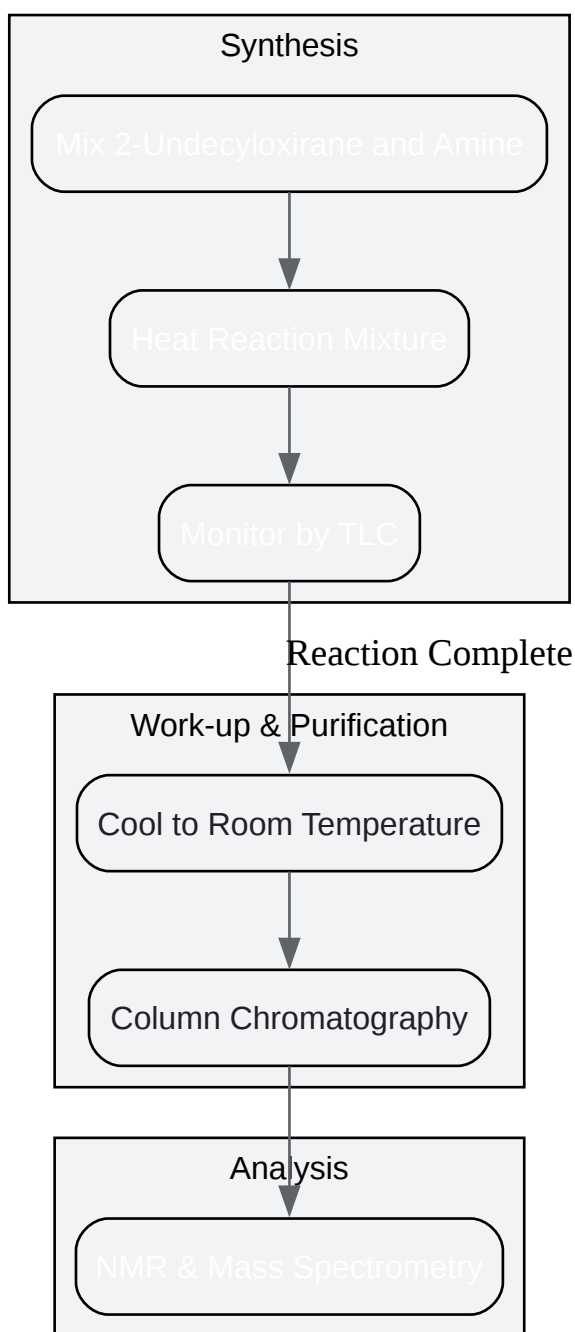 Synthesis
Mix 2-Undecyloxirane and Amine
Heat Reaction Mixture
Monitor by TLC
Reaction Complete
Work-up & Purification
Cool to Room Temperature
Column Chromatography
Analysis
NMR & Mass Spectrometry